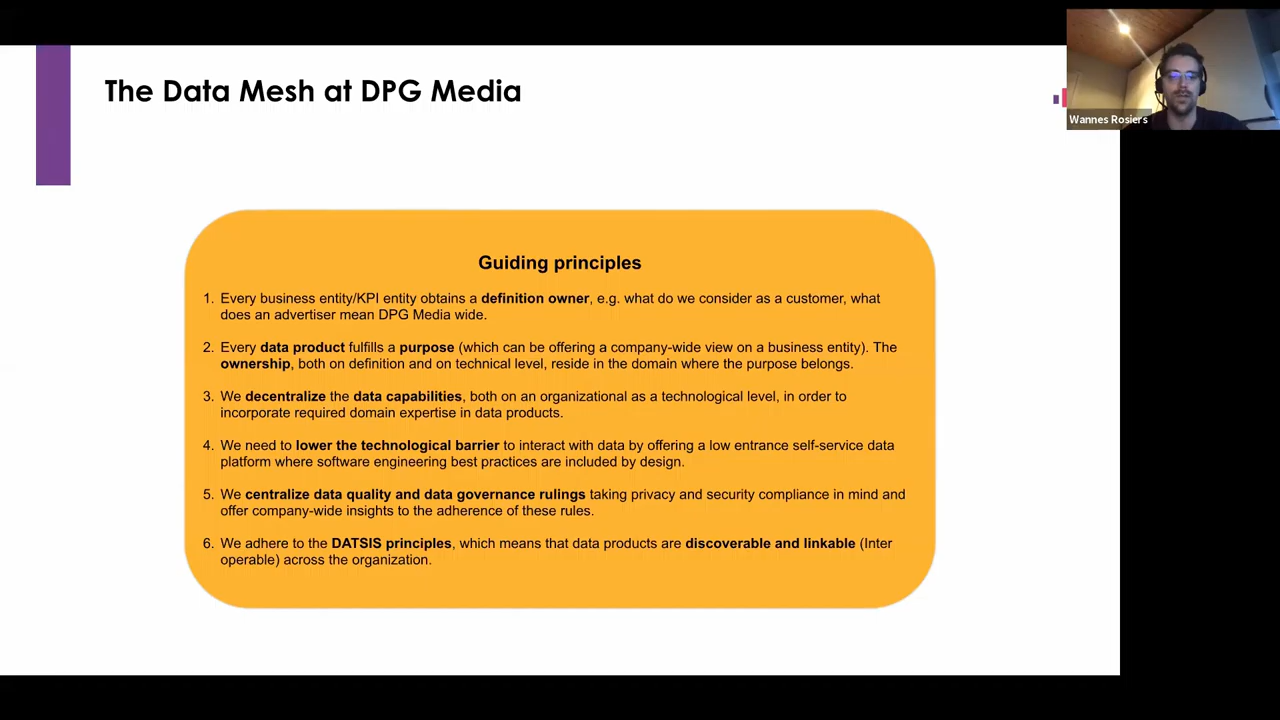 The Data Mesh at DPG Media
Wannes Rosiers
Guiding principles
1. Every business entity/KPI entity obtains a definition owner, e.g. what do we consider as a customer, what
does an advertiser mean DPG Media wide.
2. Every data product fulfills a purpose (which can be offering a company-wide view on a business entity). The
ownership, both on definition and on technical level, reside in the domain where the purpose belongs.
3. We decentralize the data capabilities, both on an organizational as a technological level, in order to
incorporate required domain expertise in data products.
4. We need to lower the technological barrier to interact with data by offering a low entrance self-service data
platform where software engineering best practices are included by design.
5. We centralize data quality and data governance rulings taking privacy and security compliance in mind and
offer company-wide insights to the adherence of these rules.
6. We adhere to the DATSIS principles, which means that data products are discoverable and linkable (Inter
operable) across the organization.